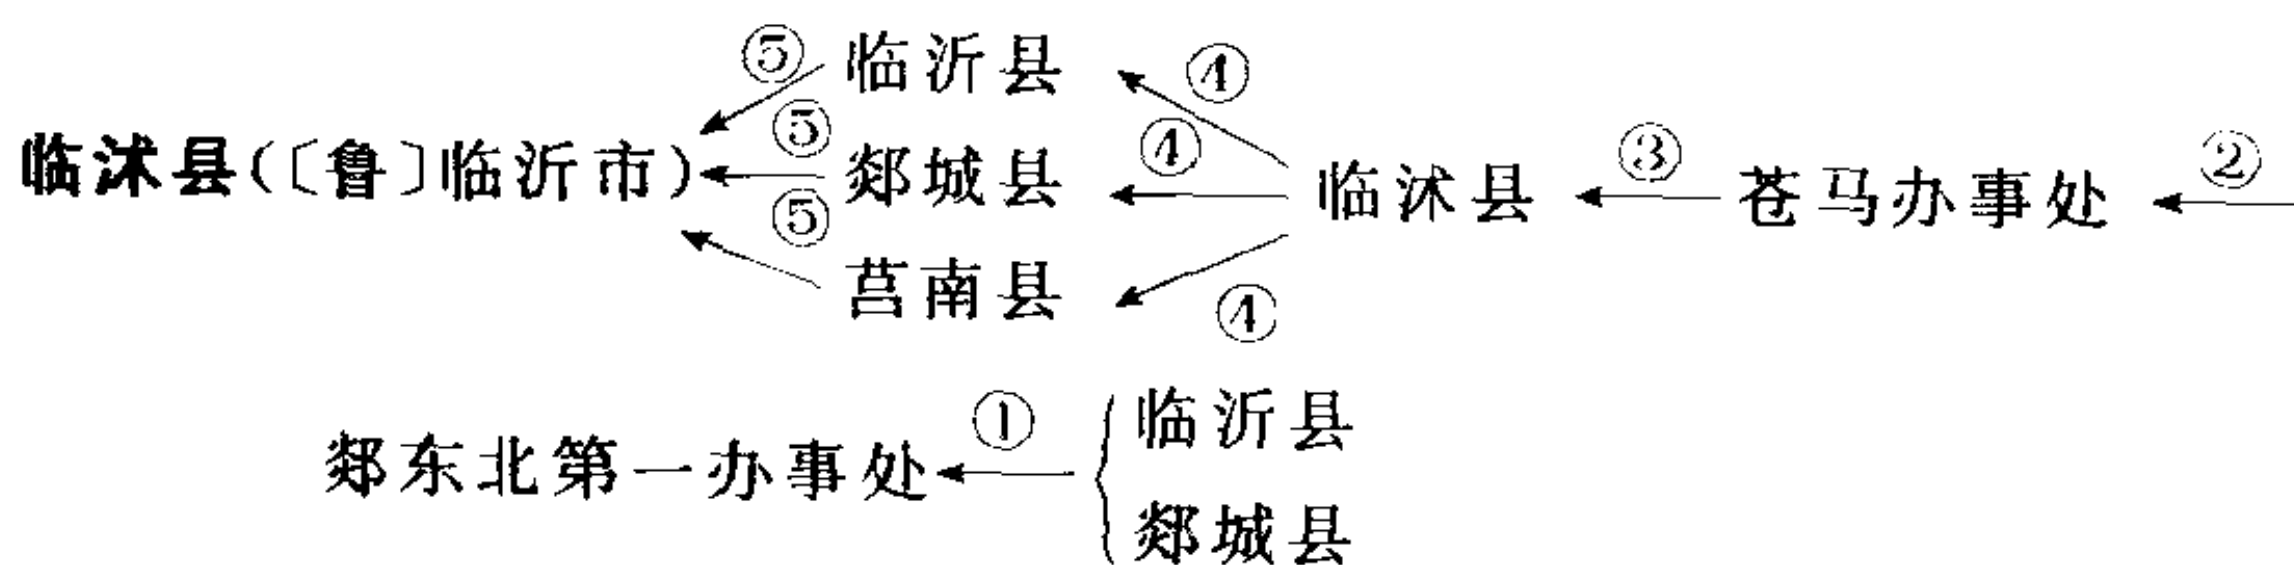 ⑤ 临沂县 ④
临沭县(〔鲁〕临沂市) ⑤ 郯城县 ④ 临沭县 ③ 苍马办事处 ②
⑤ 莒南县 ④
郯东北第一办事处 ① 临沂县
郯城县